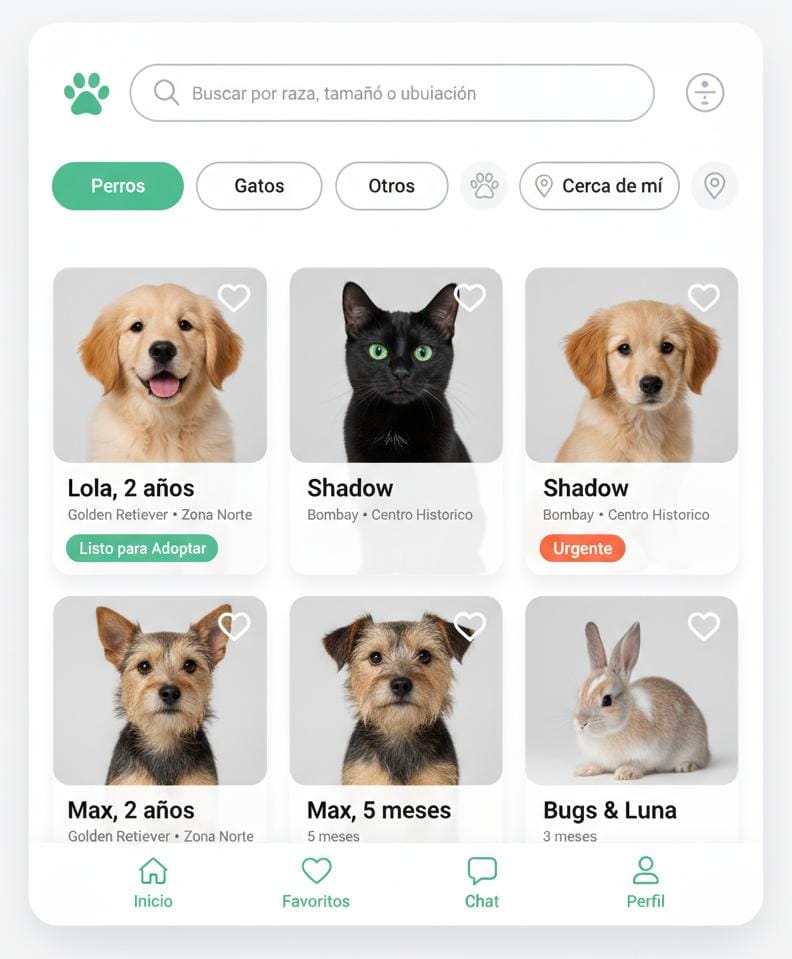 Buscar por raza, tamañó o ubuiación
Perros
Gatos
Otros
Cerca de mí
Lola, 2 años
Golden Retiever • Zona Norte
Listo para Adoptar
Shadow
Bombay • Centro Historico
Shadow
Bombay • Centro Historico
Urgente
Max, 2 años
Golden Retiever • Zona Norte
Max, 5 meses
5 meses
Bugs & Luna
3 meses
Inicio
Favoritos
Chat
Perfil